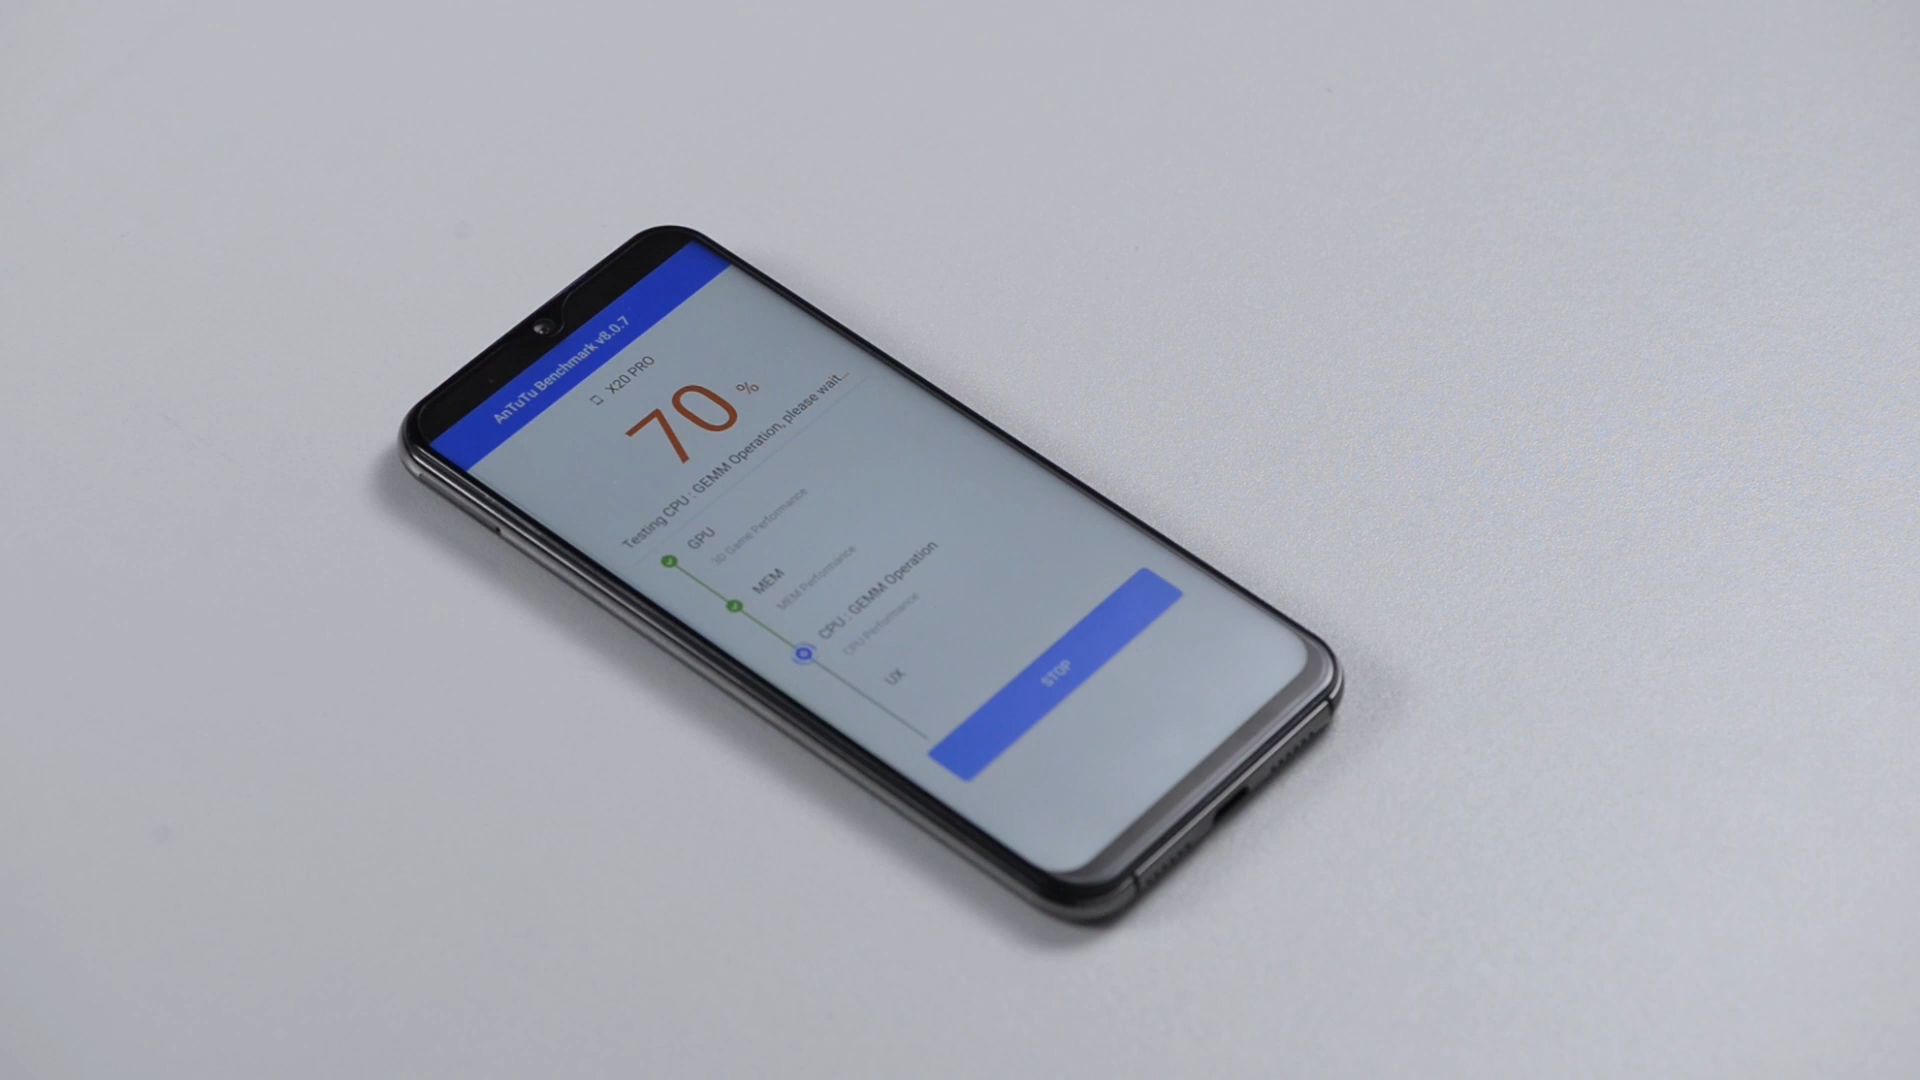 AnTuTu Benchmark v8.0.7
X20 PRO
70 %
Testing CPU : GEMM Operation, please wait...
GPU
3D Game Performance
MEM
MEM Performance
CPU : GEMM Operation
CPU Performance
UX
STOP